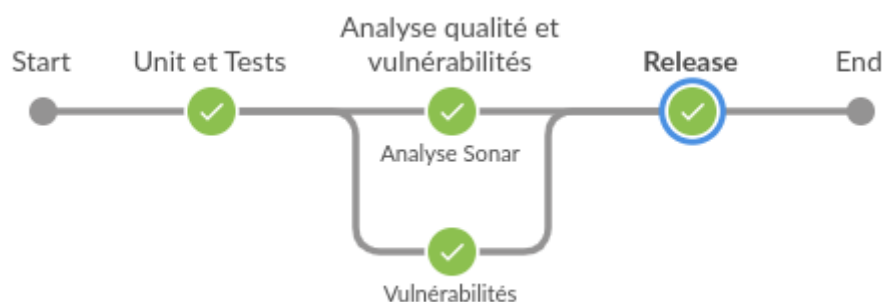 Analyse qualité et
Start
Unit et Tests
vulnérabilités
Release
End
Analyse Sonar
Vulnérabilités